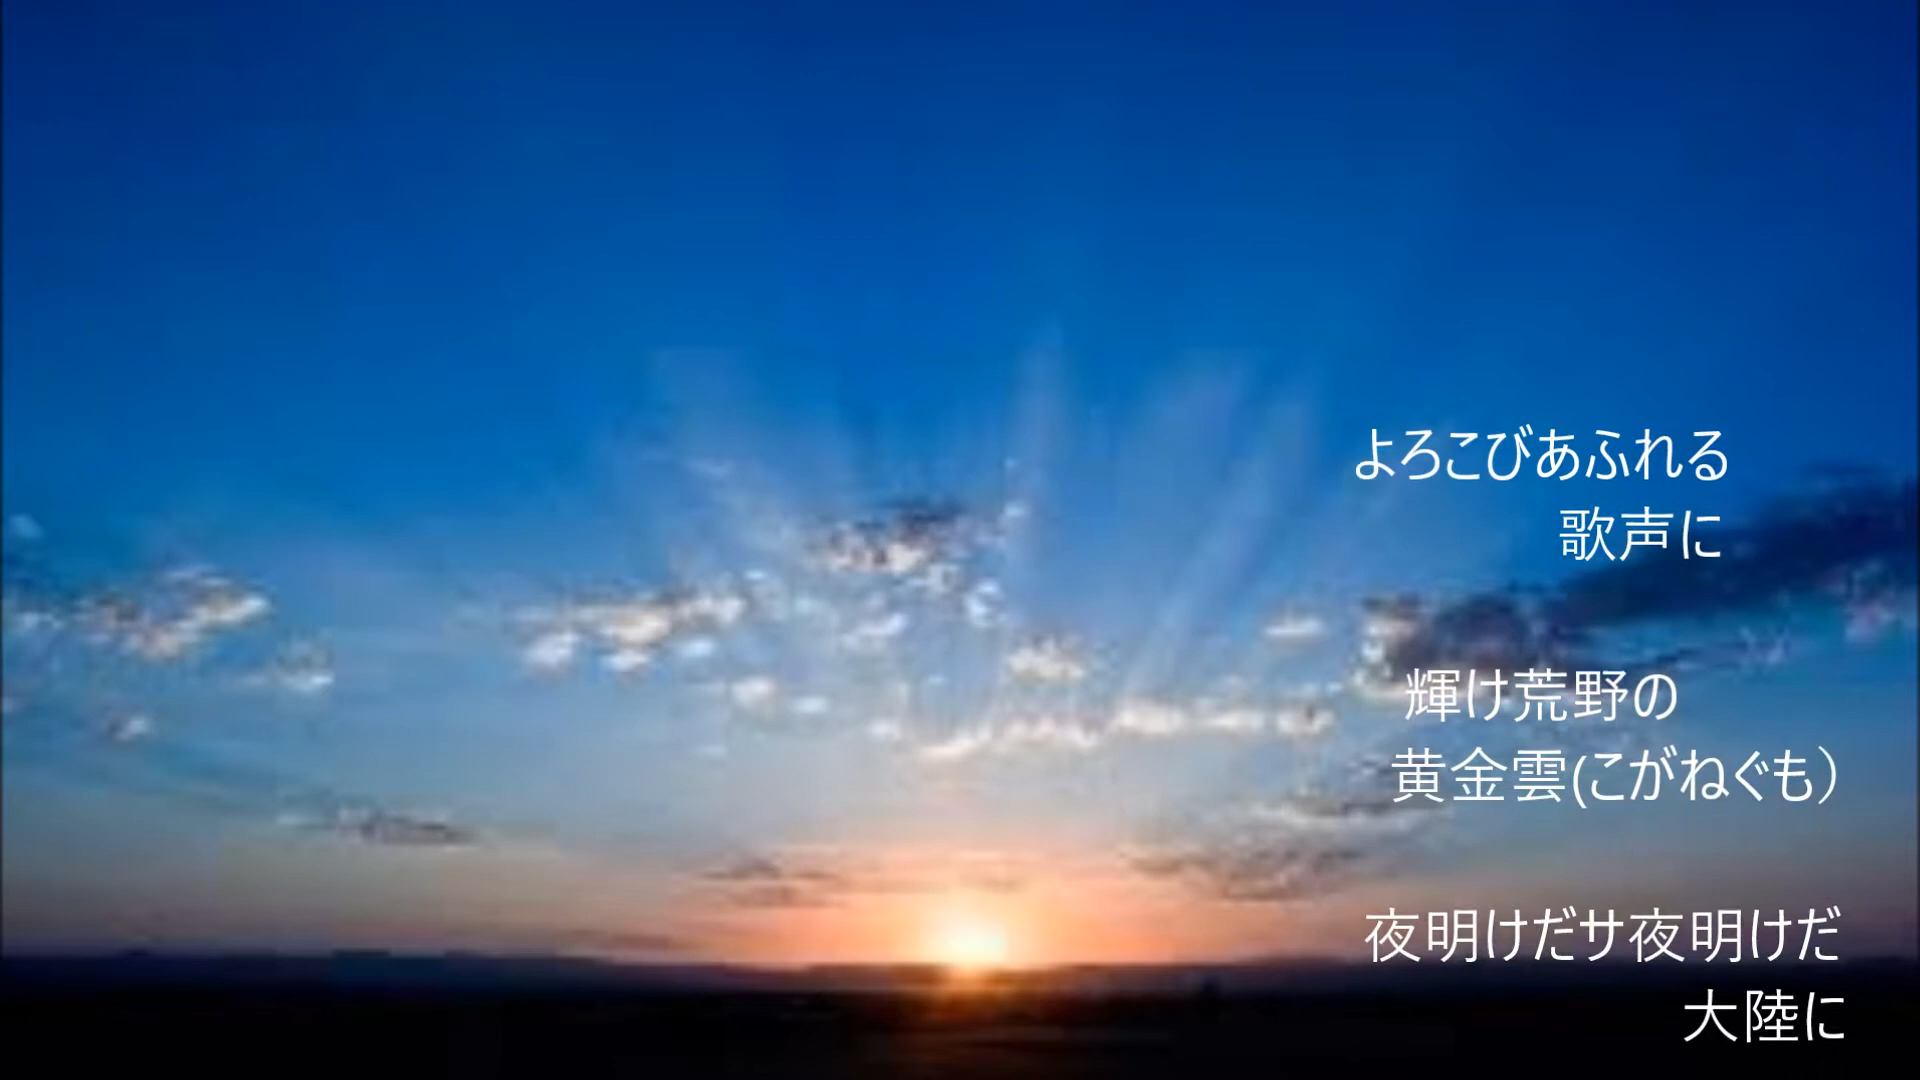 よろこびあふれる
歌声に
輝け荒野の
黄金雲(こがねぐも）
夜明けだサ夜明けだ
大陸に